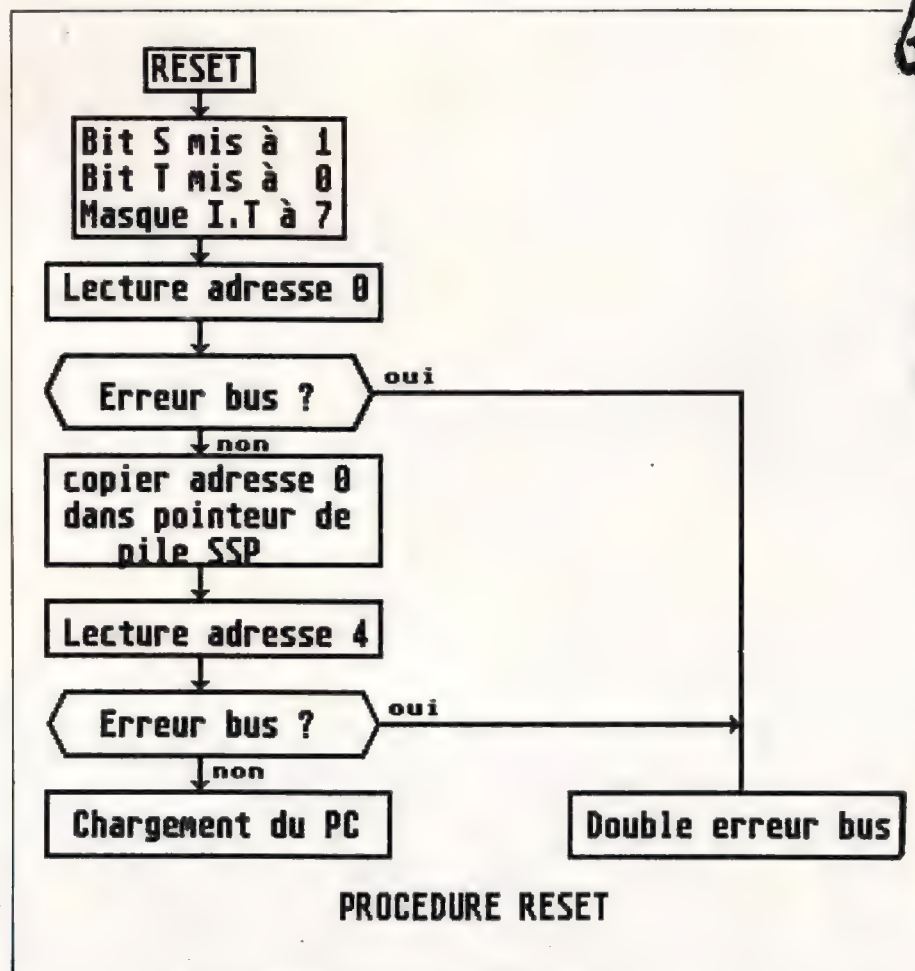 RESET
Bit S mis à 1
Bit T mis à 0
Masque I.T à 7
Lecture adresse 0
Erreur bus ?
oui
non
copier adresse 0
dans pointeur de
pile SSP
Lecture adresse 4
Erreur bus ?
oui
non
Chargement du PC
Double erreur bus
PROCEDURE RESET